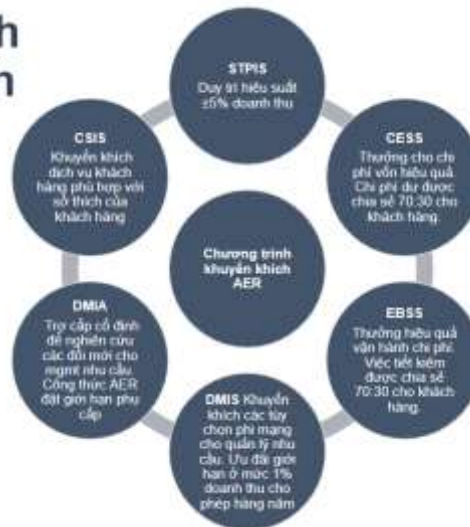 h
n
STPIS
Duy trì hiệu suất
±5% doanh thu
CESS
Thưởng cho chi
phí vốn hiệu quả.
Chi phí dư được
chia sẻ 70:30 cho
khách hàng.
EBSS
Thưởng hiệu quả
vận hành chi phí.
Việc tiết kiệm
được chia sẻ
70:30 cho khách
hàng.
DMIS Khuyến
khích các tùy
chọn phi mạng
cho quản lý nhu
cầu. Ưu đãi giới
hạn ở mức 1%
doanh thu cho
phép hàng năm
DMIA
Trợ cấp cố định
để nghiên cứu
các đổi mới cho
mgmt nhu cầu.
Công thức AER
đặt giới hạn phụ
cấp
CSIS
Khuyến khích
dịch vụ khách
hàng phù hợp với
sở thích của
khách hàng
Chương trình
khuyến khích
AER